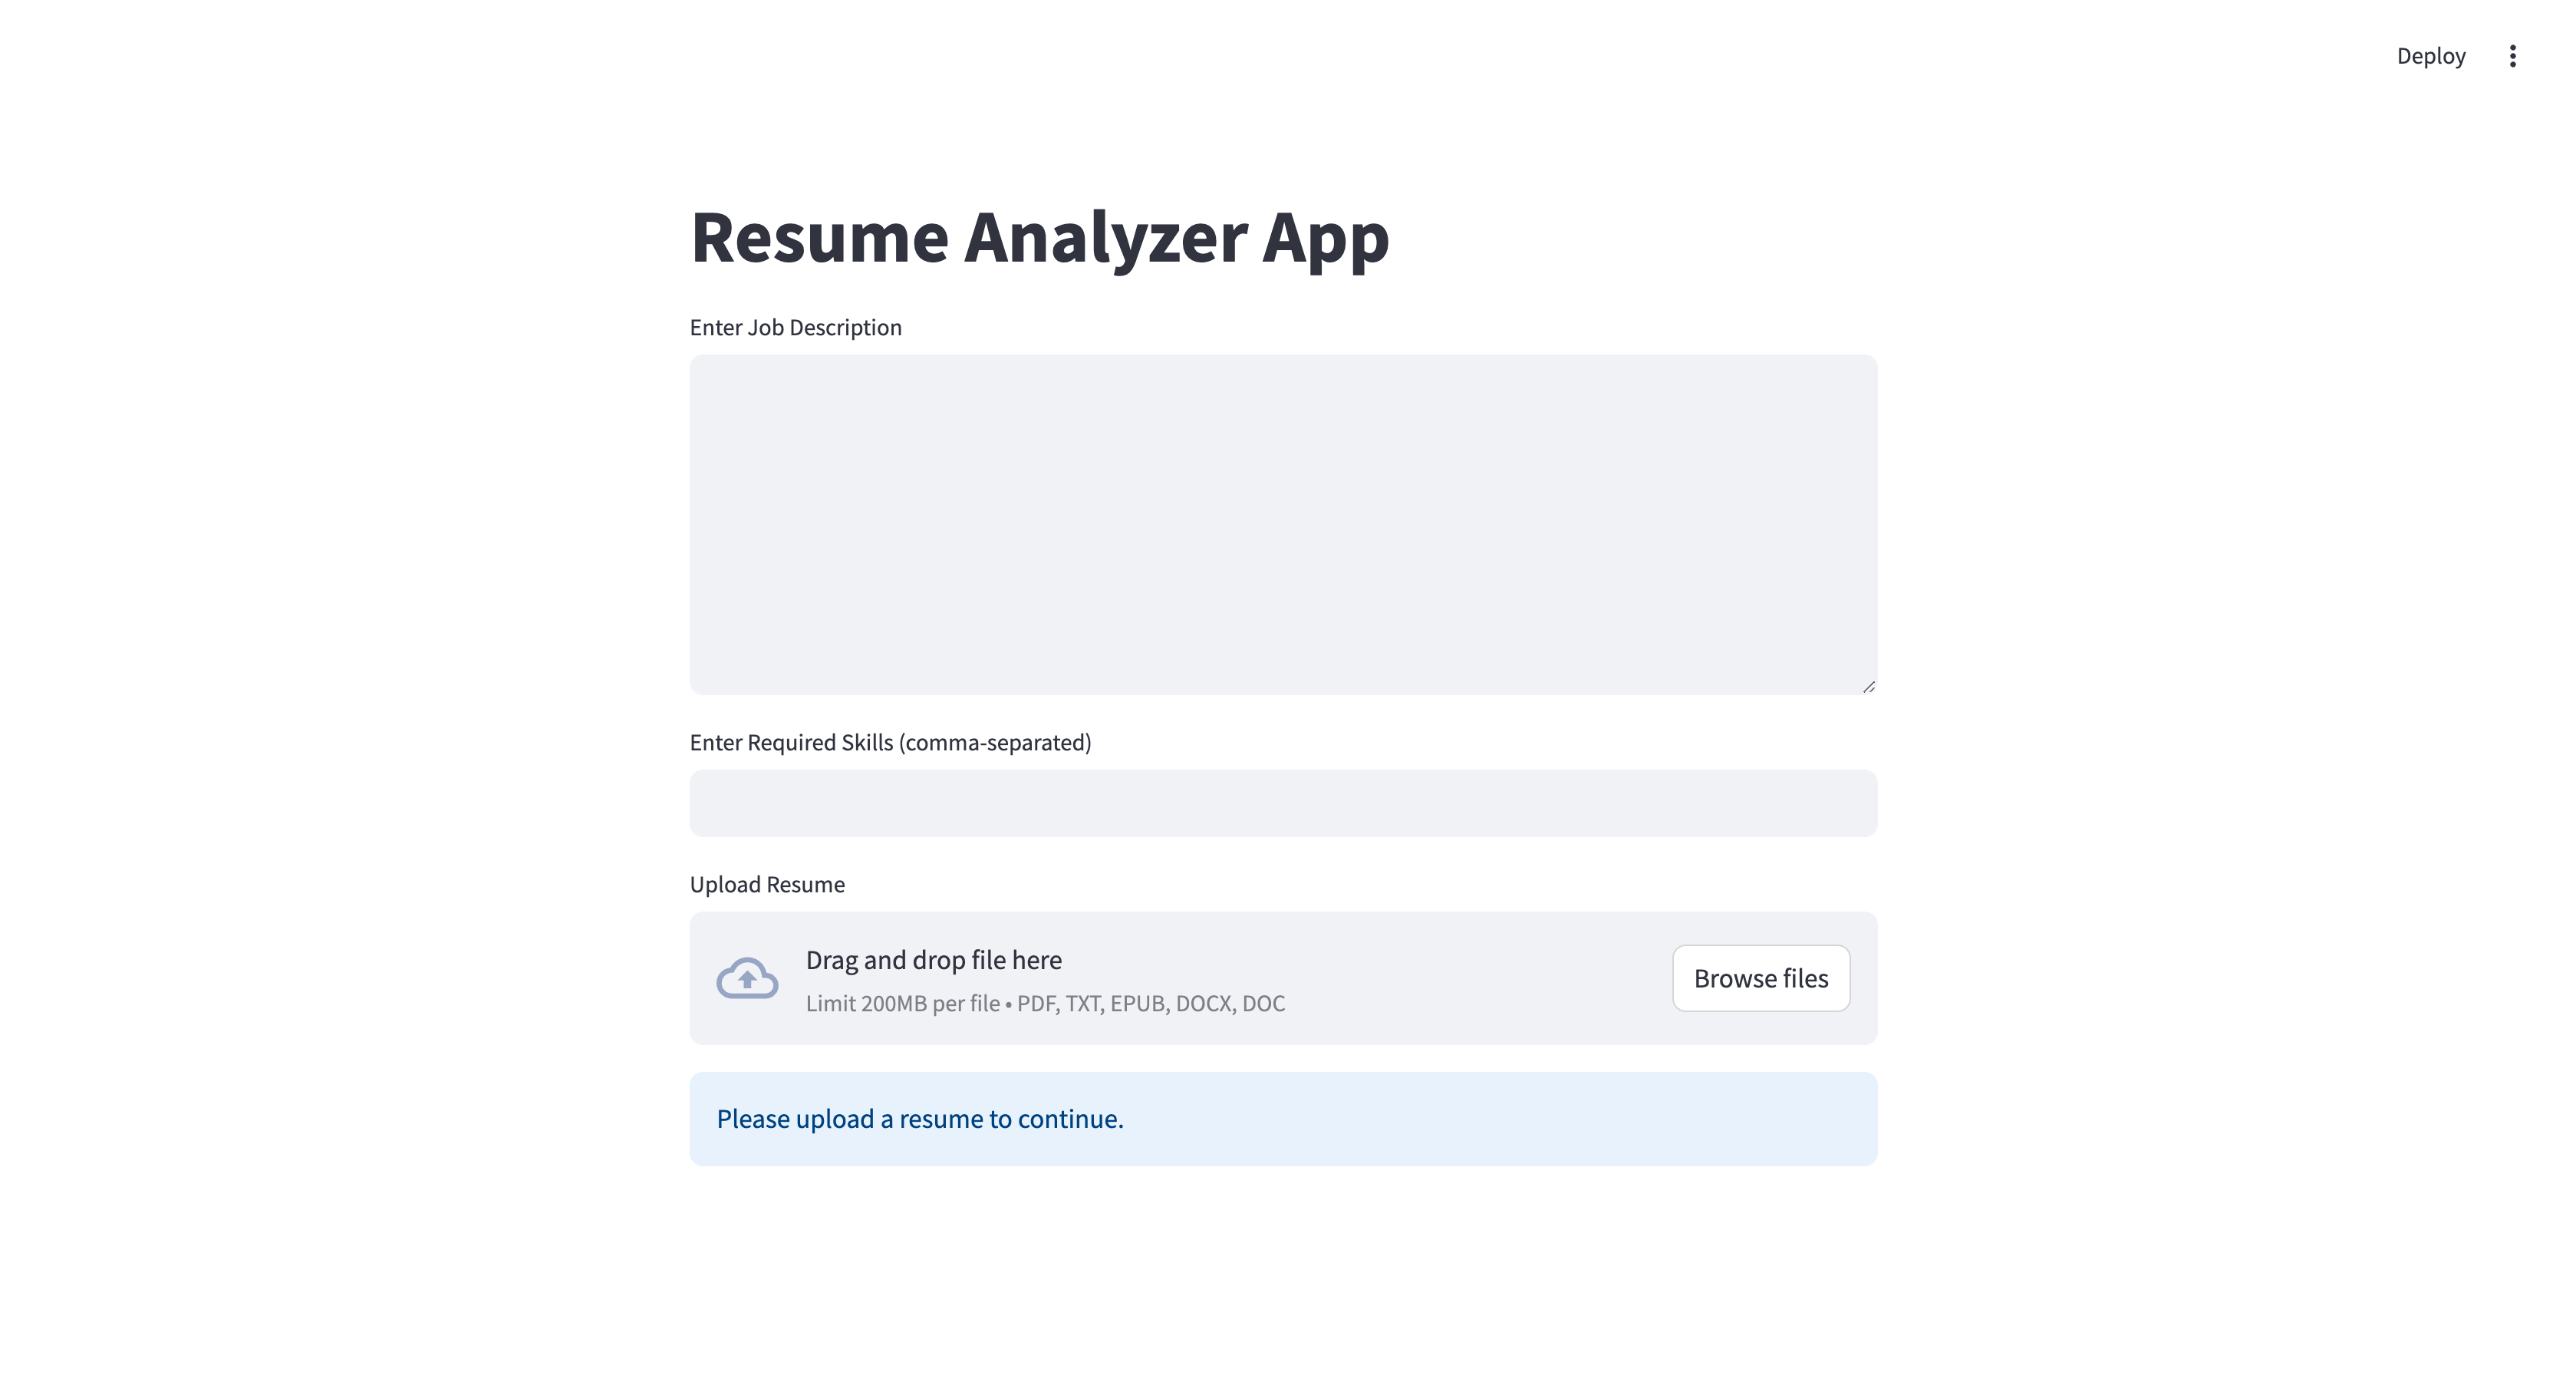 Deploy
Resume Analyzer App
Enter Job Description
Enter Required Skills (comma-separated)
Upload Resume
Drag and drop file here
Limit 200MB per file • PDF, TXT, EPUB, DOCX, DOC
Browse files
Please upload a resume to continue.